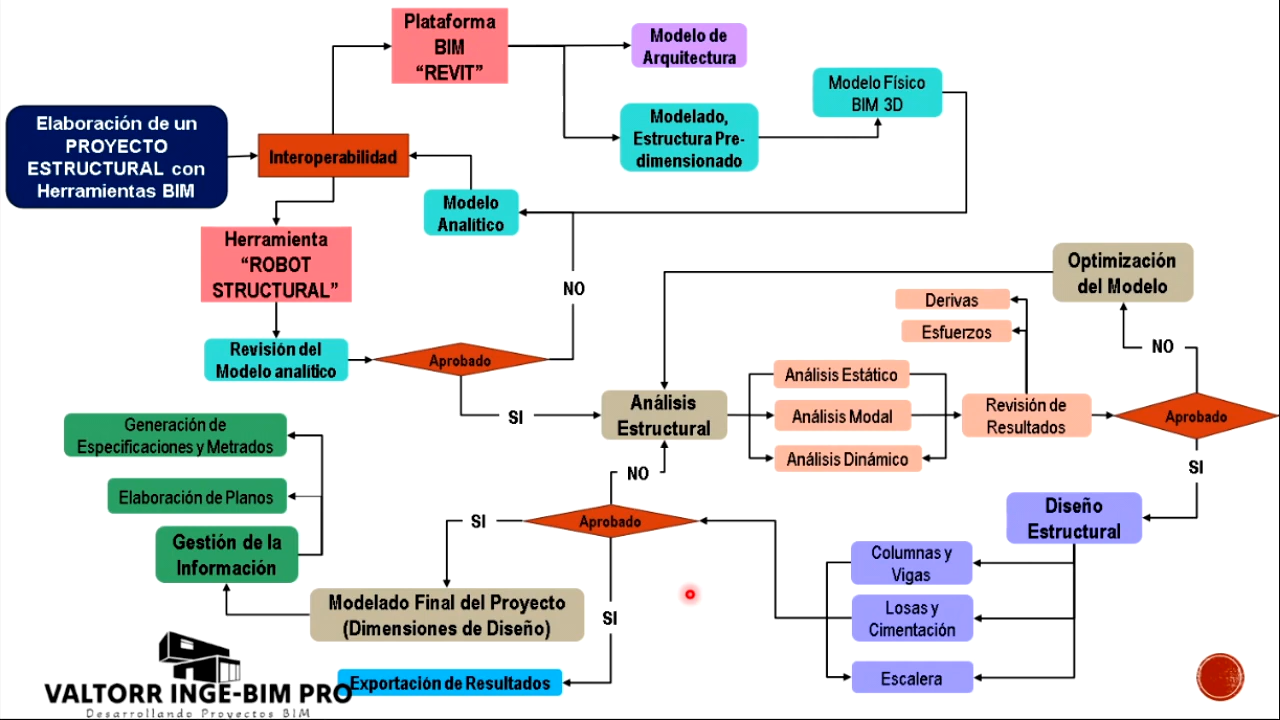 Plataforma
BIM
“REVIT”
Modelo de
Arquitectura
Modelo Físico
BIM 3D
Modelado,
Estructura Pre-
dimensionado
Elaboración de un
PROYECTO
ESTRUCTURAL con
Herramientas BIM
Interoperabilidad
Modelo
Analítico
Herramienta
“ROBOT
STRUCTURAL”
NO
Optimización
del Modelo
Derivas
Esfuerzos
NO
Revisión del
Modelo analítico
Aprobado
SI
Análisis
Estructural
Análisis Estático
Análisis Modal
Análisis Dinámico
Revisión de
Resultados
Aprobado
SI
Generación de
Especificaciones y Metrados
Elaboración de Planos
Gestión de la
Información
NO
SI
Aprobado
Diseño
Estructural
Columnas y
Vigas
Losas y
Cimentación
Escalera
Modelado Final del Proyecto
(Dimensiones de Diseño)
SI
Exportación de Resultados
VALTORR INGE-BIM PRO
Desarrollando Proyectos BIM